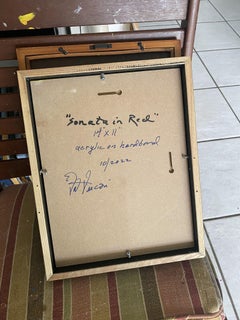 "Sonata in Red"
14" x 11"
acrylic on hardboard
10/2022